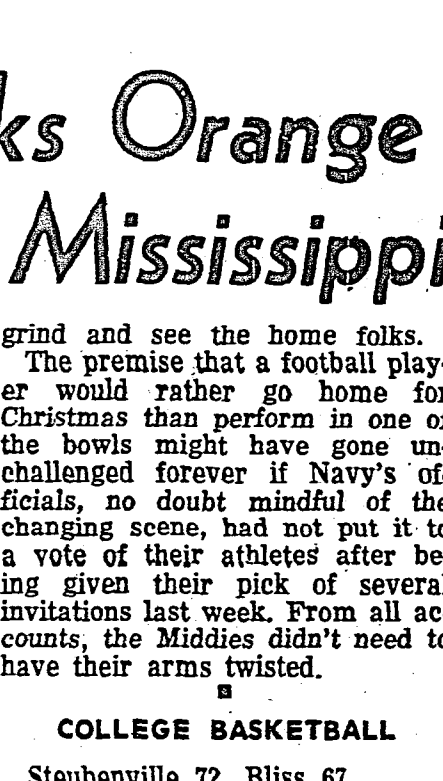 ks Orange
Mississippi
grind and see the home folks.
The premise that a football play-
er would rather go home for
Christmas than perform in one of
the bowls might have gone un-
challenged forever if Navy's of-
ficials, no doubt mindful of the
changing scene, had not put it to
a vote of their athletes after be-
ing given their pick of several
invitations last week. From all ac-
counts, the Middies didn't need to
have their arms twisted.
COLLEGE BASKETBALL
Steubenville 72, Bliss 67